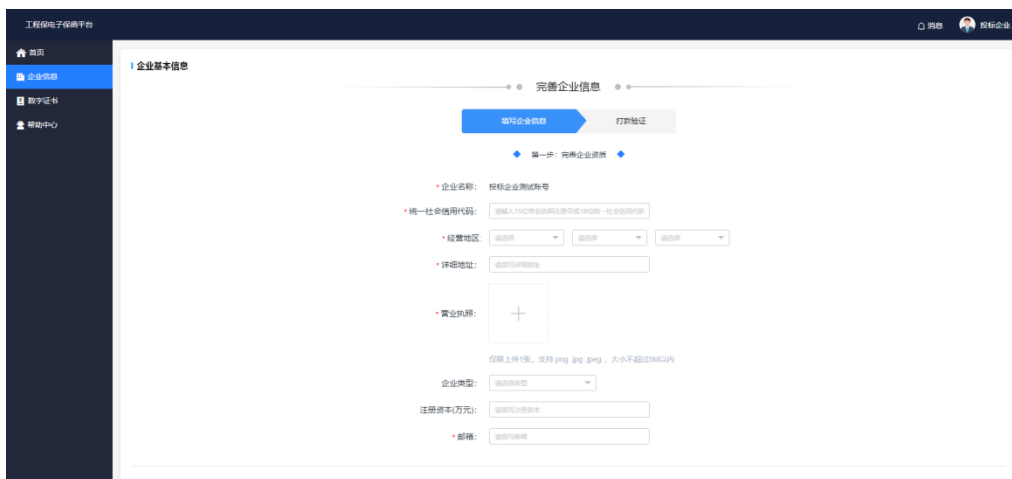 工程保电子保函平台
消息
投标企业
首页
企业信息
数字证书
帮助中心
企业基本信息
完善企业信息
填写企业信息
打款验证
第一步：完善企业资质
* 企业名称： 投标企业测试账号
* 统一社会信用代码： 请输入15位营业执照注册号或18位统一社会信用代码
* 经营地区: 请选择 请选择 请选择
* 详细地址： 请填写详细地址
* 营业执照：
仅限上传1张，支持.png .jpg .jpeg ，大小不超过5M以内
企业类型： 请选择类型
注册资本(万元)： 请填写注册资本
* 邮箱： 请填写邮箱